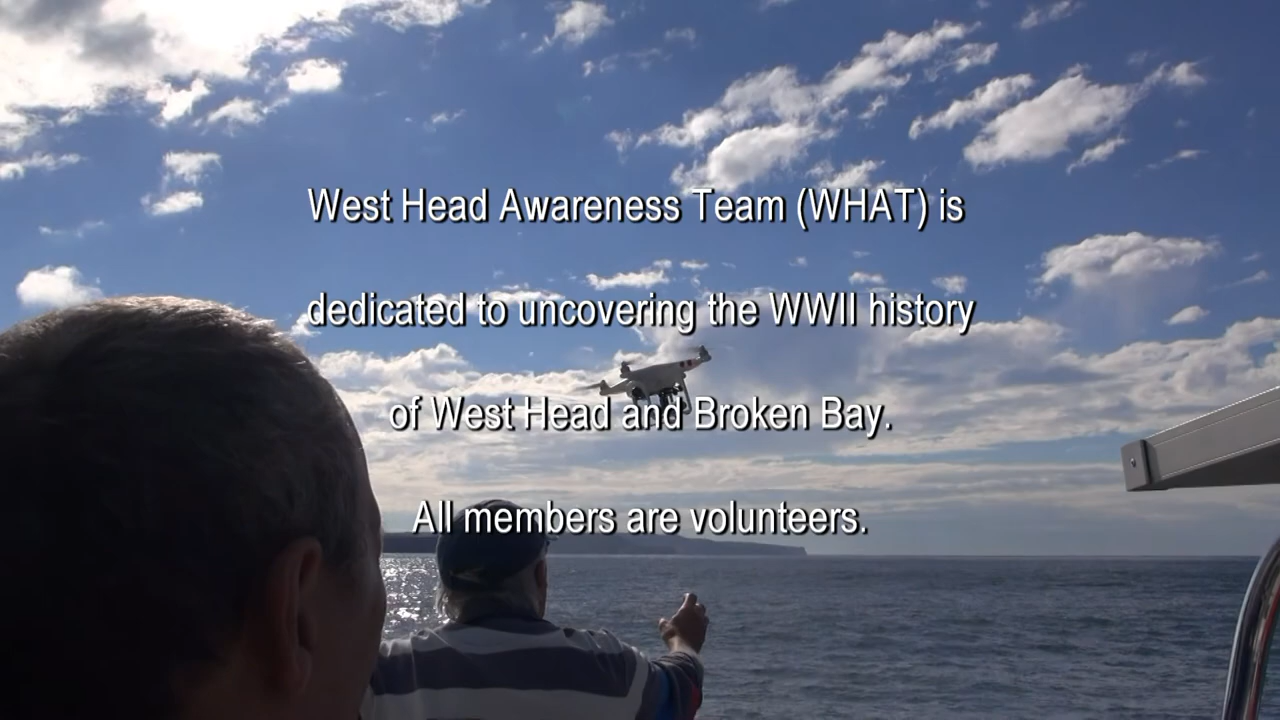 West Head Awareness Team (WHAT) is
dedicated to uncovering the WWII history
of West Head and Broken Bay.
All members are volunteers.